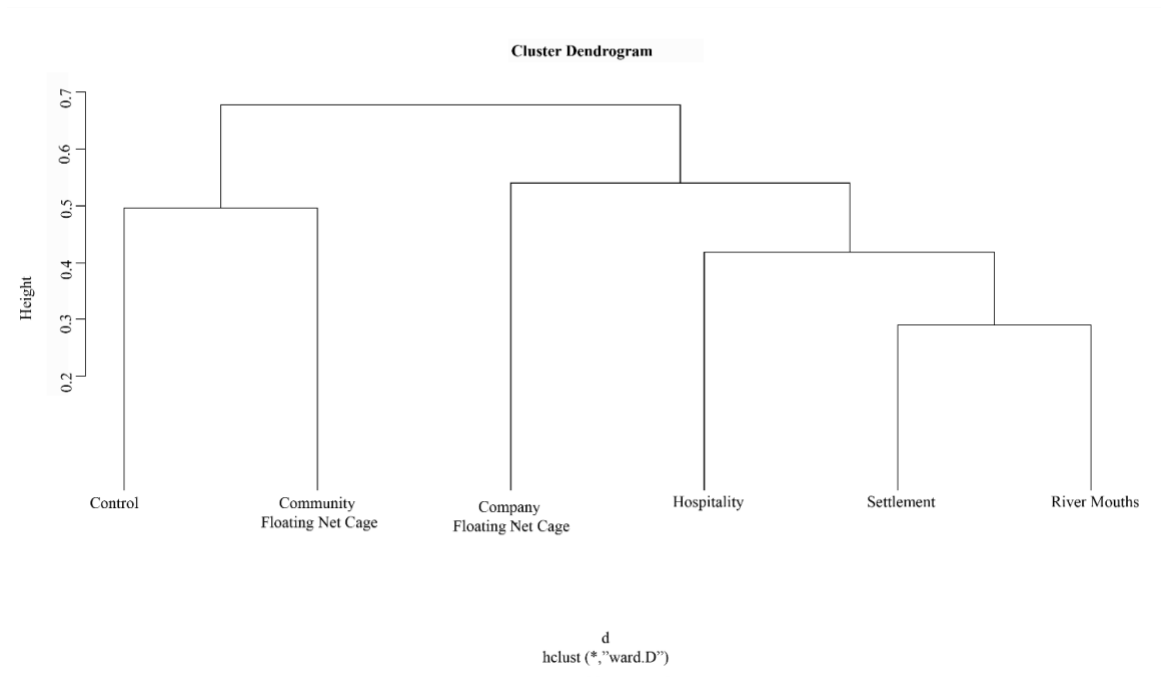 Cluster Dendrogram
0.7
0.6
0.5
0.4
0.3
0.2
Height
Control
Community
Floating Net Cage
Company
Floating Net Cage
Hospitality
Settlement
River Mouths
d
hclust (*,”ward.D”)